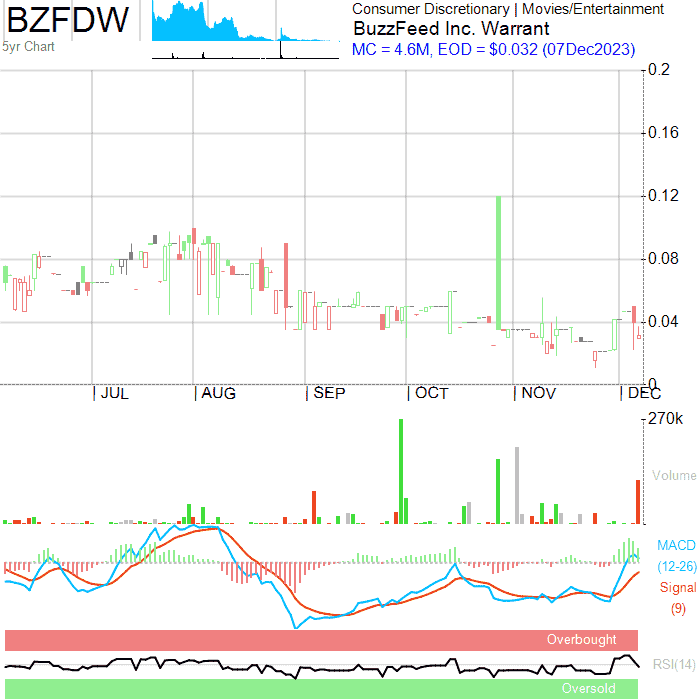 BZFDW
5yr Chart
Consumer Discretionary | Movies/Entertainment
BuzzFeed Inc. Warrant
MC = 4.6M, EOD = $0.032 (07Dec2023)
0.2
0.16
0.12
0.08
0.04
0
JUL
AUG
SEP
OCT
NOV
DEC
270k
Volume
MACD
(12-26)
Signal
(9)
Overbought
RSI(14)
Oversold